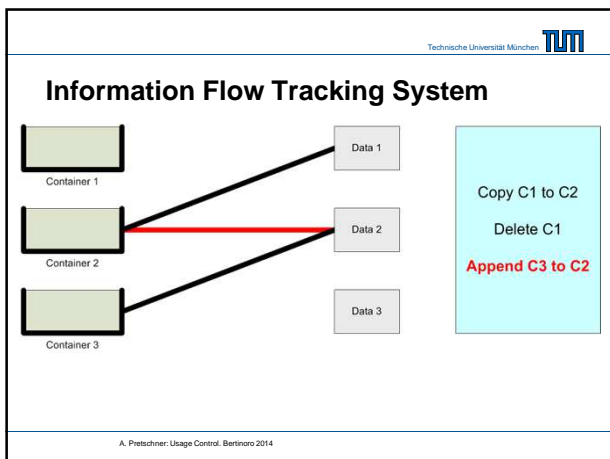 Technische Universität München TUM
Information Flow Tracking System
Container 1
Container 2
Container 3
Data 1
Data 2
Data 3
Copy C1 to C2
Delete C1
Append C3 to C2
A. Pretschner: Usage Control. Bertinoro 2014